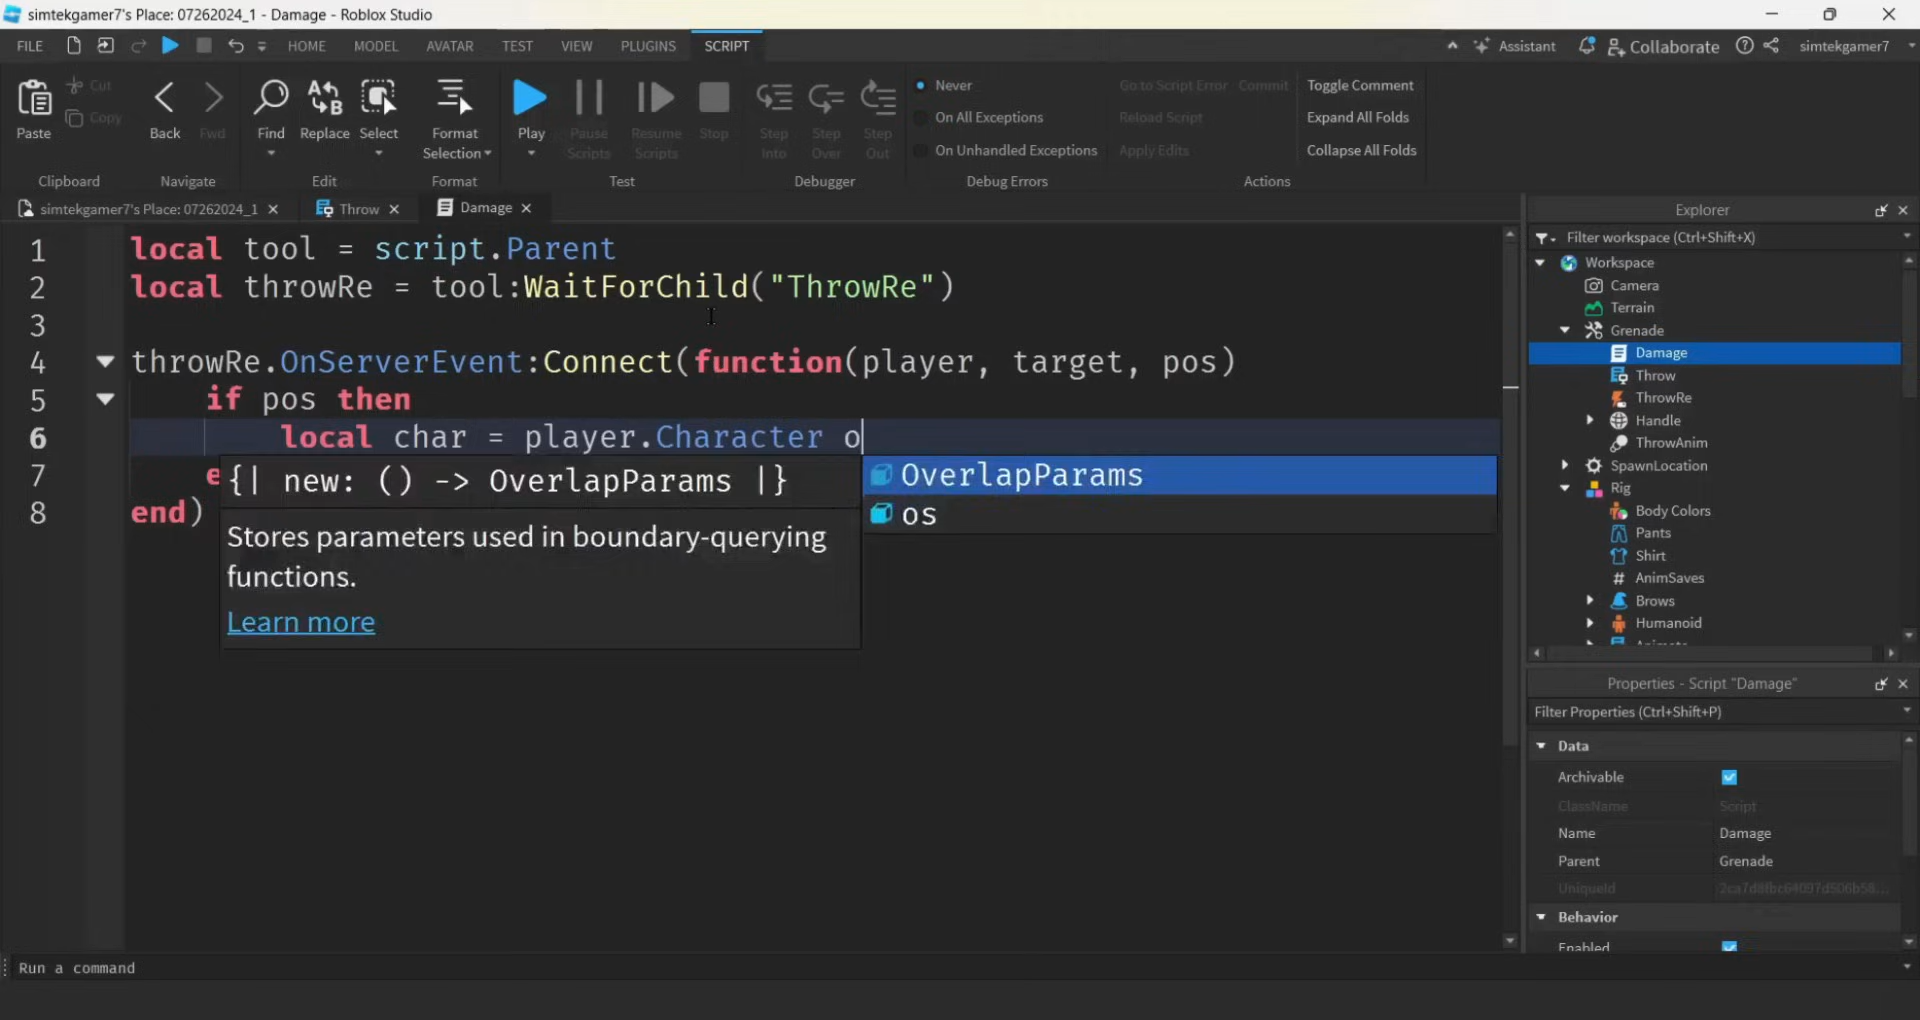 simtekgamer7's Place: 07262024_1 - Damage - Roblox Studio
FILE HOME MODEL AVATAR TEST VIEW PLUGINS SCRIPT Assistant Collaborate simtekgamer7
Paste Cut Copy Back Fwd Find Replace Select Format Selection Play Pause Scripts Resume Scripts Stop Step Into Step Over Step Out
Never Go to Script Error Commit Toggle Comment
On All Exceptions Reload Script Expand All Folds
On Unhandled Exceptions Apply Edits Collapse All Folds
Clipboard Navigate Edit Format Test Debugger Debug Errors Actions
simtekgamer7's Place: 07262024_1 Throw Damage
1 local tool = script.Parent
2 local throwRe = tool:WaitForChild("ThrowRe")
3
4 throwRe.OnServerEvent:Connect(function(player, target, pos)
5 if pos then
6 local char = player.Character o
7 e
8 end)
{| new: () -> OverlapParams |}
Stores parameters used in boundary-querying
functions.
Learn more
OverlapParams
os
Explorer
Filter workspace (Ctrl+Shift+X)
Workspace
Camera
Terrain
Grenade
Damage
Throw
ThrowRe
Handle
ThrowAnim
SpawnLocation
Rig
Body Colors
Pants
Shirt
AnimSaves
Brows
Humanoid
Properties - Script "Damage"
Filter Properties (Ctrl+Shift+P)
Data
Archivable
ClassName Script
Name Damage
Parent Grenade
UniqueId
Behavior
Enabled
Run a command